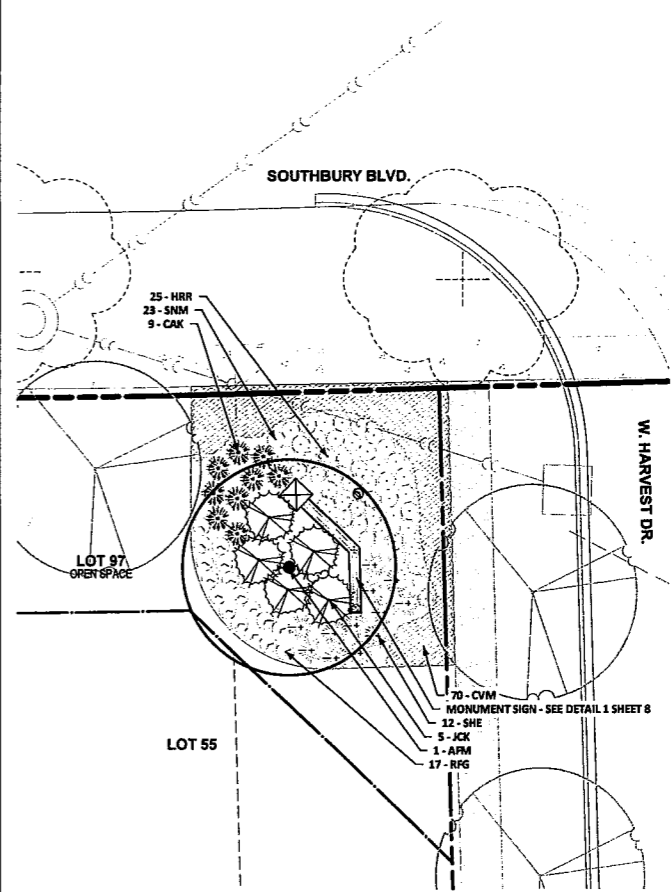 SOUTHBURY BLVD.
25 - HRR
23 - SNM
9 - CAK
W. HARVEST DR.
LOT 97
OPEN SPACE
70 - CVM
MONUMENT SIGN - SEE DETAIL 1 SHEET 8
12 - SHE
5 - JCK
1 - AFM
17 - RFG
LOT 55